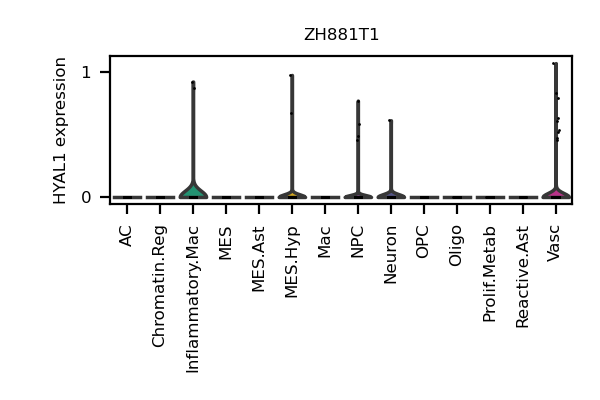 ZH881T1
HYAL1 expression
1
0
AC
Chromatin.Reg
Inflammatory.Mac
MES
MES.Ast
MES.Hyp
Mac
NPC
Neuron
OPC
Oligo
Prolif.Metab
Reactive.Ast
Vasc